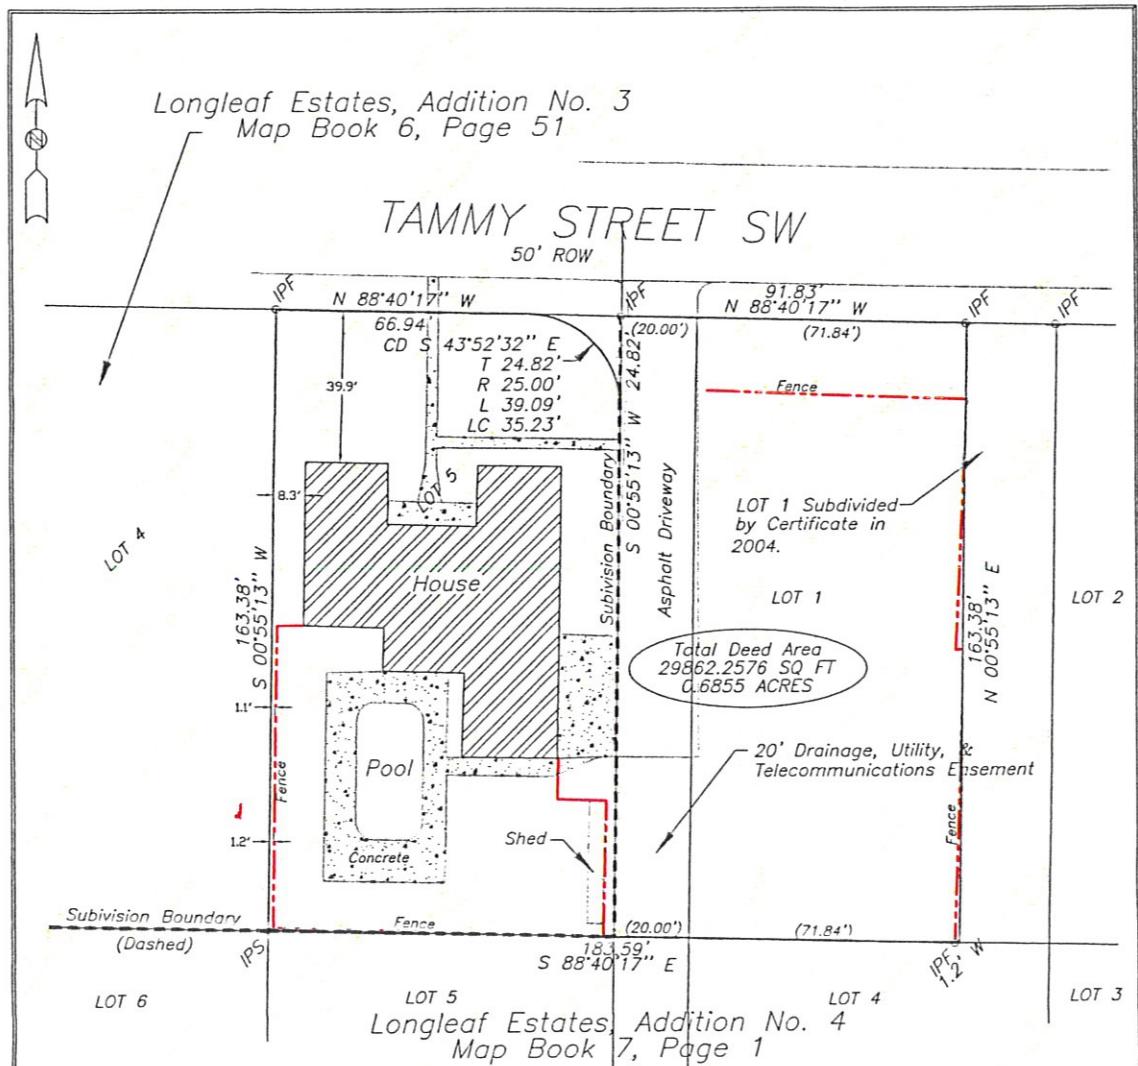 Longleaf Estates, Addition No. 3
Map Book 6, Page 51
N
TAMMY STREET SW
50' ROW
IPF
N 88°40'17" W
66.94'
IPF
91.83'
N 88°40'17" W
IPF
IPF
(20.00')
(71.84')
CD S 43°52'32" E
T 24.82'
R 25.00'
L 39.09'
LC 35.23'
39.9'
S 00°55'13" W 24.82'
Fence
8.3'
LOT 5
Subdivision Boundary
Asphalt Driveway
LOT 1 Subdivided
by Certificate in
2004.
LOT 4
163.38'
S 00°55'13" W
House
LOT 1
163.38'
N 00°55'13" E
LOT 2
Total Deed Area
29862.2576 SQ FT
0.6855 ACRES
1.1'
Pool
Fence
20' Drainage, Utility, &
Telecommunications Easement
Shed
1.2'
Concrete
Fence
Subivision Boundary
(Dashed)
Fence
(20.00')
(71.84')
IPS
183.59'
S 88°40'17" E
IPF
1.2' W
LOT 6
LOT 5
LOT 4
LOT 3
Longleaf Estates, Addition No. 4
Map Book 7, Page 1